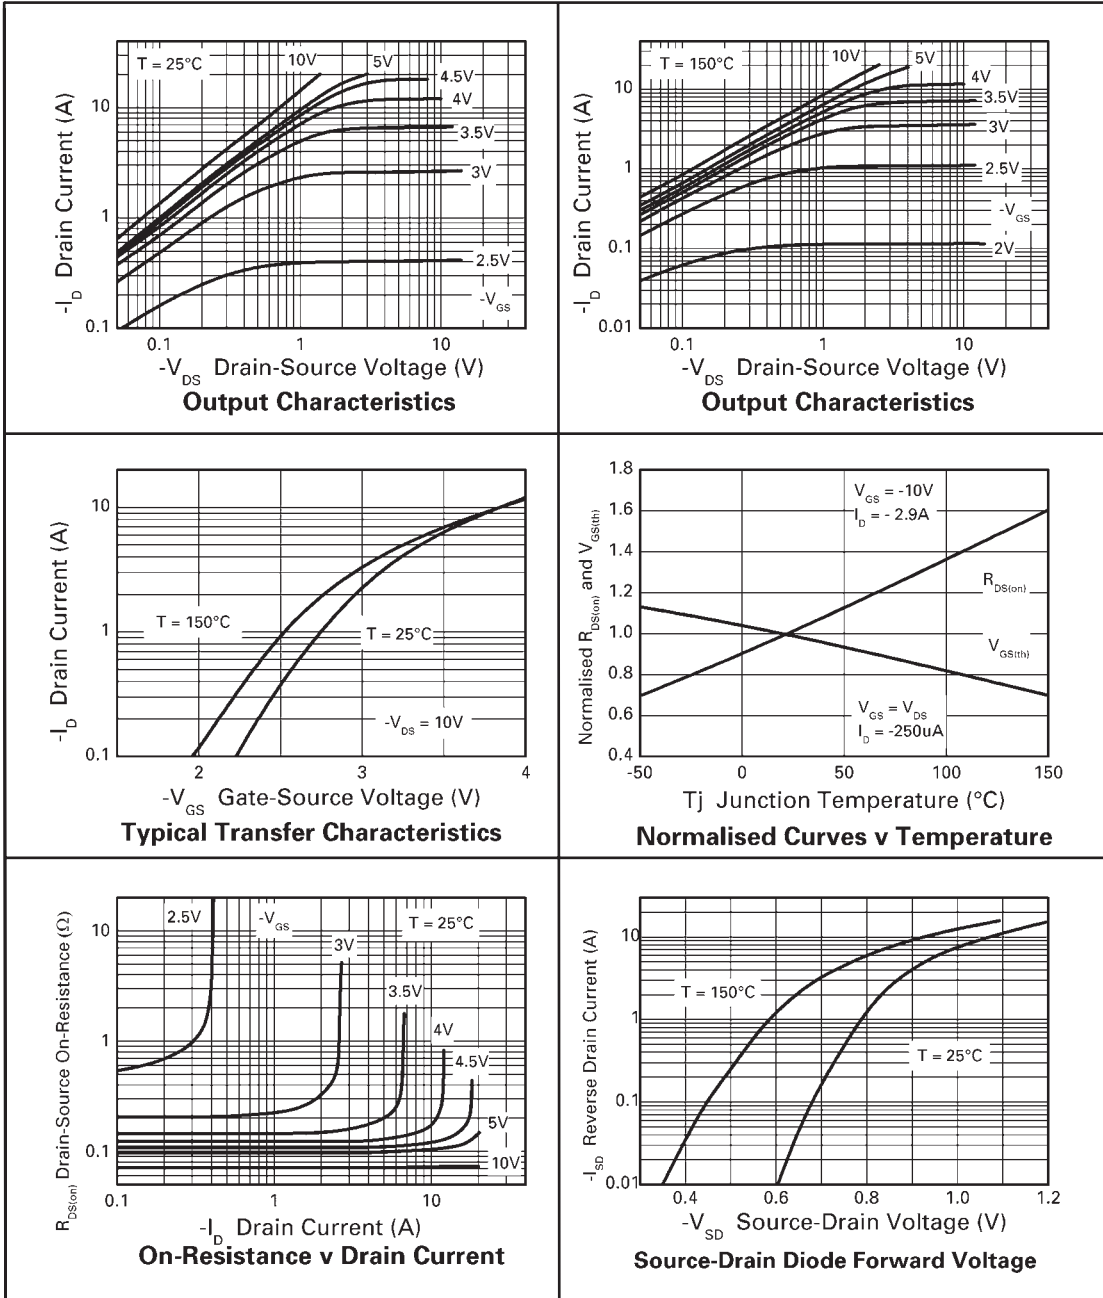 T = 25°C
10V
5V
4.5V
4V
3.5V
3V
2.5V
-VGS
10
1
0.1
0.1
1
10
-ID Drain Current (A)
-VDS Drain-Source Voltage (V)
Output Characteristics
T = 150°C
10V
5V
4V
3.5V
3V
2.5V
-VGS
2V
10
1
0.1
0.01
0.1
1
10
-ID Drain Current (A)
-VDS Drain-Source Voltage (V)
Output Characteristics
10
1
0.1
T = 150°C
T = 25°C
-VDS = 10V
2
3
4
-ID Drain Current (A)
-VGS Gate-Source Voltage (V)
Typical Transfer Characteristics
1.8
1.6
1.4
1.2
1.0
0.8
0.6
0.4
VGS = -10V
ID = - 2.9A
RDS(on)
VGS(th)
VGS = VDS
ID = -250uA
-50
0
50
100
150
Normalised RDS(on) and VGS(th)
Tj Junction Temperature (°C)
Normalised Curves v Temperature
2.5V
-VGS
T = 25°C
3V
3.5V
4V
4.5V
5V
10V
10
1
0.1
0.1
1
10
RDS(on) Drain-Source On-Resistance (Ω)
-ID Drain Current (A)
On-Resistance v Drain Current
10
1
0.1
0.01
T = 150°C
T = 25°C
0.4
0.6
0.8
1.0
1.2
-ISD Reverse Drain Current (A)
-VSD Source-Drain Voltage (V)
Source-Drain Diode Forward Voltage